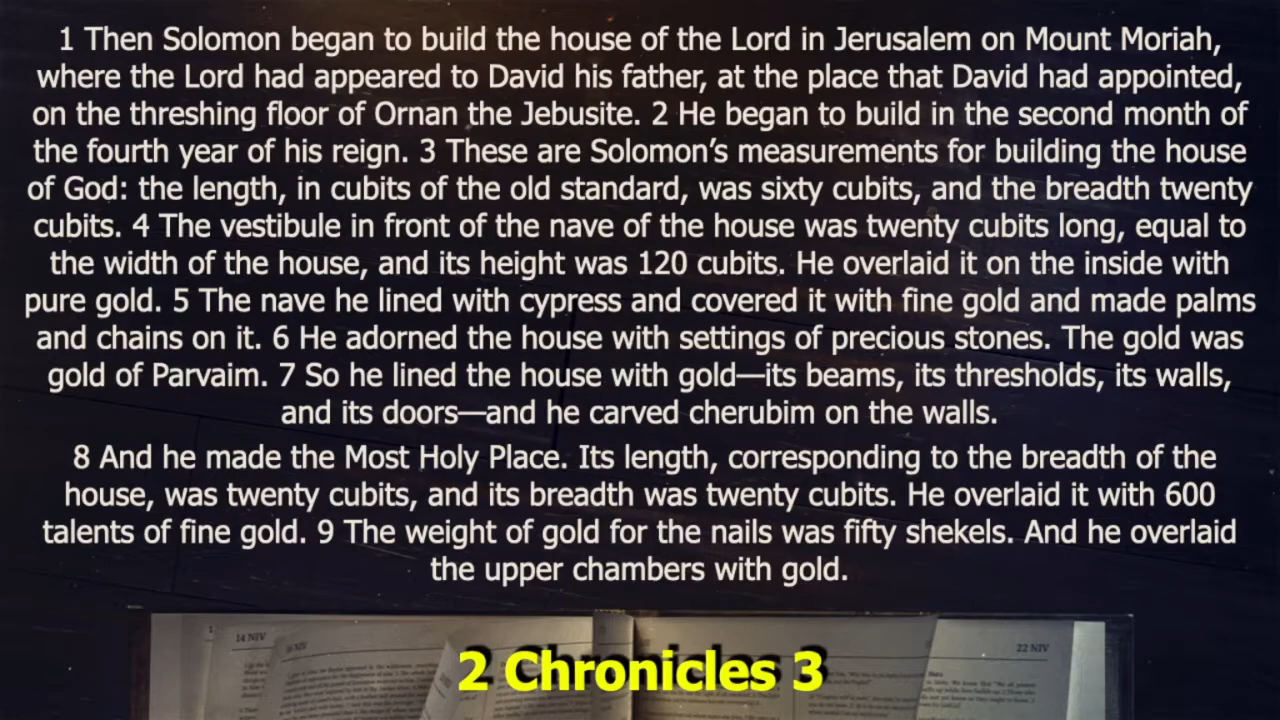 1 Then Solomon began to build the house of the Lord in Jerusalem on Mount Moriah,
where the Lord had appeared to David his father, at the place that David had appointed,
on the threshing floor of Ornan the Jebusite. 2 He began to build in the second month of
the fourth year of his reign. 3 These are Solomon’s measurements for building the house
of God: the length, in cubits of the old standard, was sixty cubits, and the breadth twenty
cubits. 4 The vestibule in front of the nave of the house was twenty cubits long, equal to
the width of the house, and its height was 120 cubits. He overlaid it on the inside with
pure gold. 5 The nave he lined with cypress and covered it with fine gold and made palms
and chains on it. 6 He adorned the house with settings of precious stones. The gold was
gold of Parvaim. 7 So he lined the house with gold—its beams, its thresholds, its walls,
and its doors—and he carved cherubim on the walls.
8 And he made the Most Holy Place. Its length, corresponding to the breadth of the
house, was twenty cubits, and its breadth was twenty cubits. He overlaid it with 600
talents of fine gold. 9 The weight of gold for the nails was fifty shekels. And he overlaid
the upper chambers with gold.
14 NIV
22 NIV
2 Chronicles 3